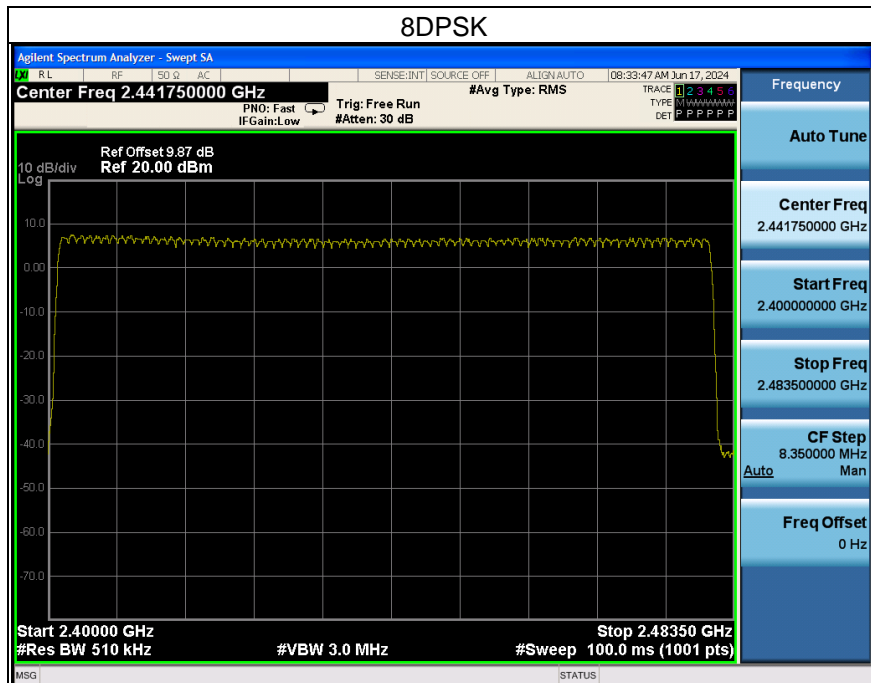 8DPSK
Agilent Spectrum Analyzer - Swept SA
LXI RL RF 50 Ω AC SENSE:INT SOURCE OFF ALIGN AUTO 08:33:47 AM Jun 17, 2024
Center Freq 2.441750000 GHz
PNO: Fast
IFGain:Low
Trig: Free Run
#Atten: 30 dB
#Avg Type: RMS
TRACE 1 2 3 4 5 6
TYPE MWWWWW
DET P P P P P P
Ref Offset 9.87 dB
10 dB/div Ref 20.00 dBm
Log
10.0
0.00
-10.0
-20.0
-30.0
-40.0
-50.0
-60.0
-70.0
Start 2.40000 GHz Stop 2.48350 GHz
#Res BW 510 kHz #VBW 3.0 MHz #Sweep 100.0 ms (1001 pts)
MSG STATUS
Frequency
Auto Tune
Center Freq
2.441750000 GHz
Start Freq
2.400000000 GHz
Stop Freq
2.483500000 GHz
CF Step
8.350000 MHz
Auto Man
Freq Offset
0 Hz